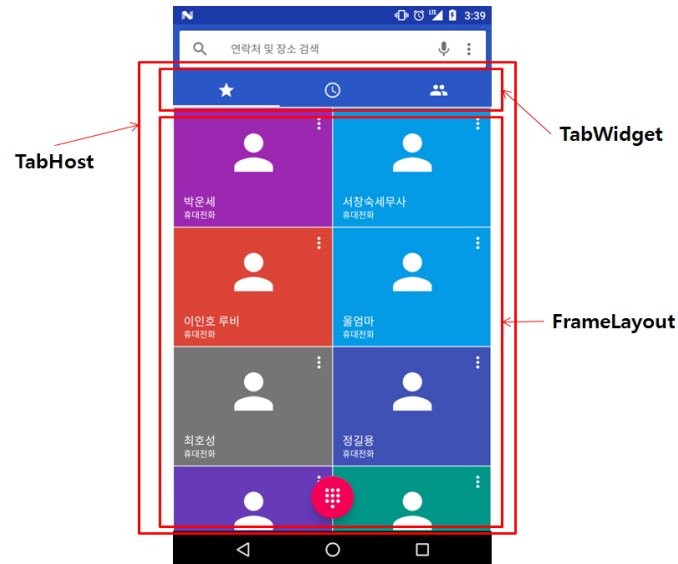 LTE 3:39
연락처 및 장소 검색
TabHost
TabWidget
박운세
휴대전화
서창숙세무사
휴대전화
이인호 루비
휴대전화
울엄마
휴대전화
FrameLayout
최호성
휴대전화
정길용
휴대전화